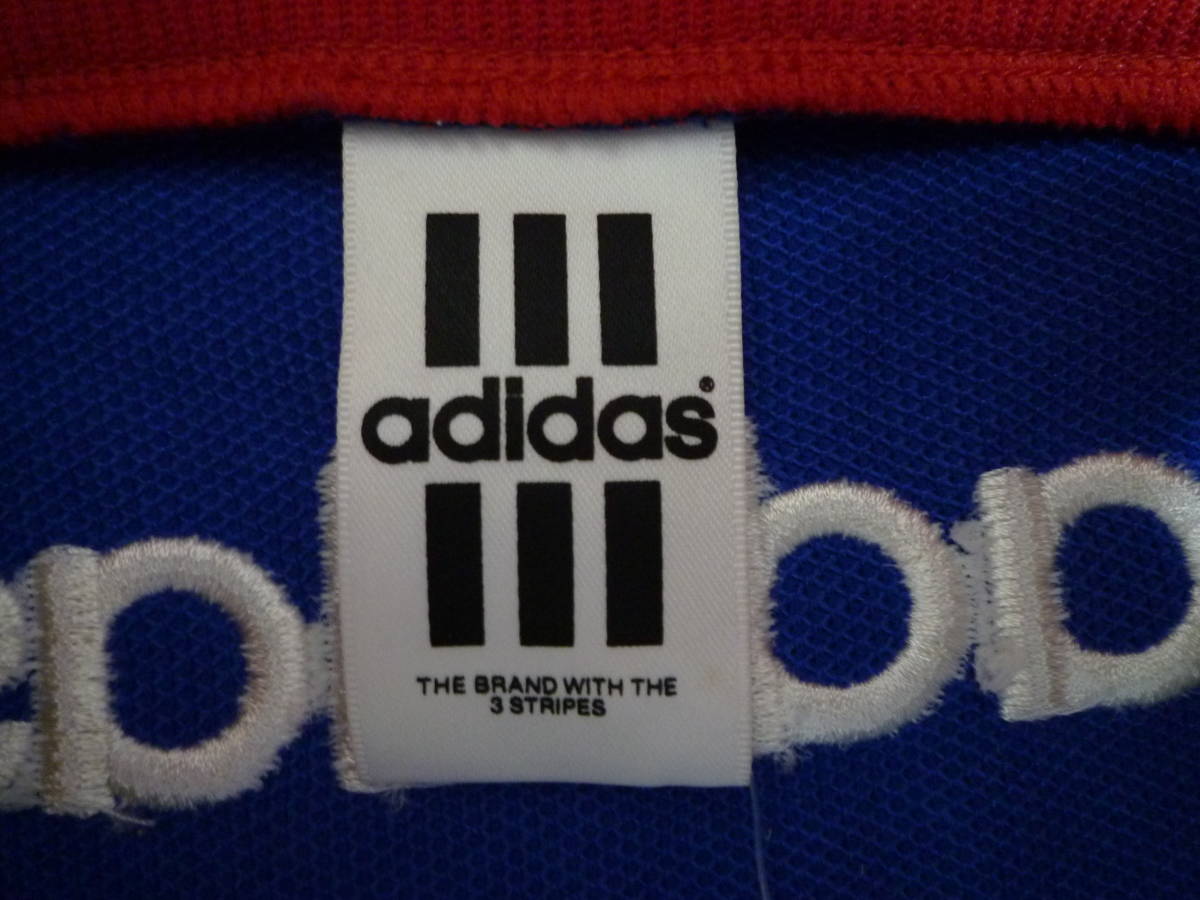 adidas®
THE BRAND WITH THE
3 STRIPES